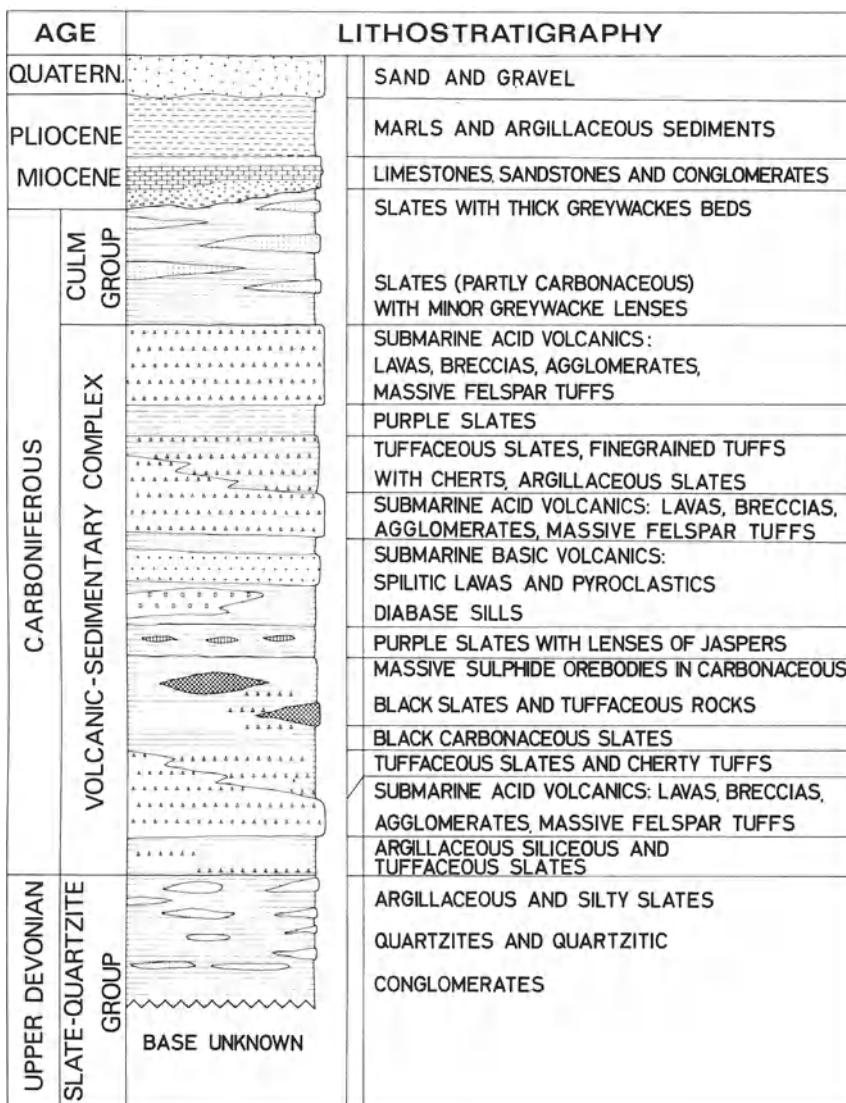 AGE
LITHOSTRATIGRAPHY
QUATERN.
SAND AND GRAVEL
PLIOCENE
MARLS AND ARGILLACEOUS SEDIMENTS
MIOCENE
LIMESTONES, SANDSTONES AND CONGLOMERATES
CARBONIFEROUS
CULM
GROUP
SLATES WITH THICK GREYWACKES BEDS
SLATES (PARTLY CARBONACEOUS)
WITH MINOR GREYWACKE LENSES
VOLCANIC-SEDIMENTARY COMPLEX
SUBMARINE ACID VOLCANICS:
LAVAS, BRECCIAS, AGGLOMERATES,
MASSIVE FELSPAR TUFFS
PURPLE SLATES
TUFFACEOUS SLATES, FINEGRAINED TUFFS
WITH CHERTS, ARGILLACEOUS SLATES
SUBMARINE ACID VOLCANICS: LAVAS, BRECCIAS,
AGGLOMERATES, MASSIVE FELSPAR TUFFS
SUBMARINE BASIC VOLCANICS:
SPILITIC LAVAS AND PYROCLASTICS
DIABASE SILLS
PURPLE SLATES WITH LENSES OF JASPERS
MASSIVE SULPHIDE OREBODIES IN CARBONACEOUS
BLACK SLATES AND TUFFACEOUS ROCKS
BLACK CARBONACEOUS SLATES
TUFFACEOUS SLATES AND CHERTY TUFFS
SUBMARINE ACID VOLCANICS: LAVAS, BRECCIAS,
AGGLOMERATES, MASSIVE FELSPAR TUFFS
ARGILLACEOUS SILICEOUS AND
TUFFACEOUS SLATES
UPPER DEVONIAN
SLATE-QUARTZITE
GROUP
ARGILLACEOUS AND SILTY SLATES
QUARTZITES AND QUARTZITIC
CONGLOMERATES
BASE UNKNOWN